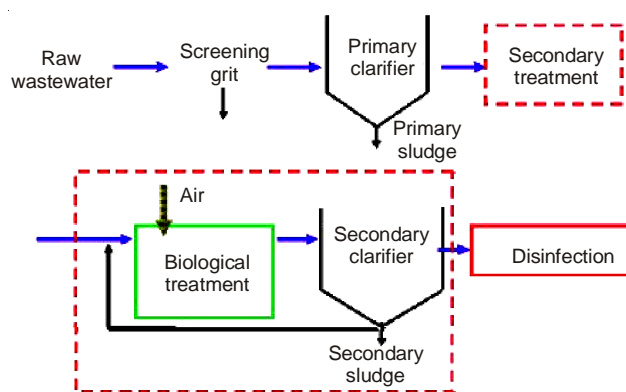 Raw
wastewater
Screening
grit
Primary
clarifier
Secondary
treatment
Primary
sludge
Air
Biological
treatment
Secondary
clarifier
Disinfection
Secondary
sludge